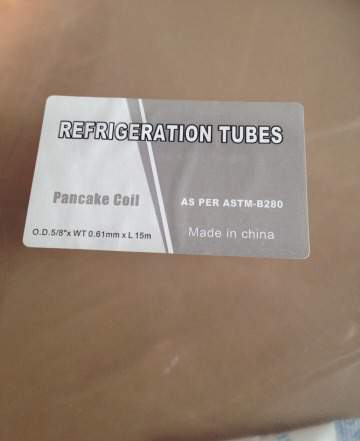 REFRIGERATION TUBES
Pancake Coil
AS PER ASTM-B280
O.D.5/8"x WT 0.61mm x L 15m
Made in china